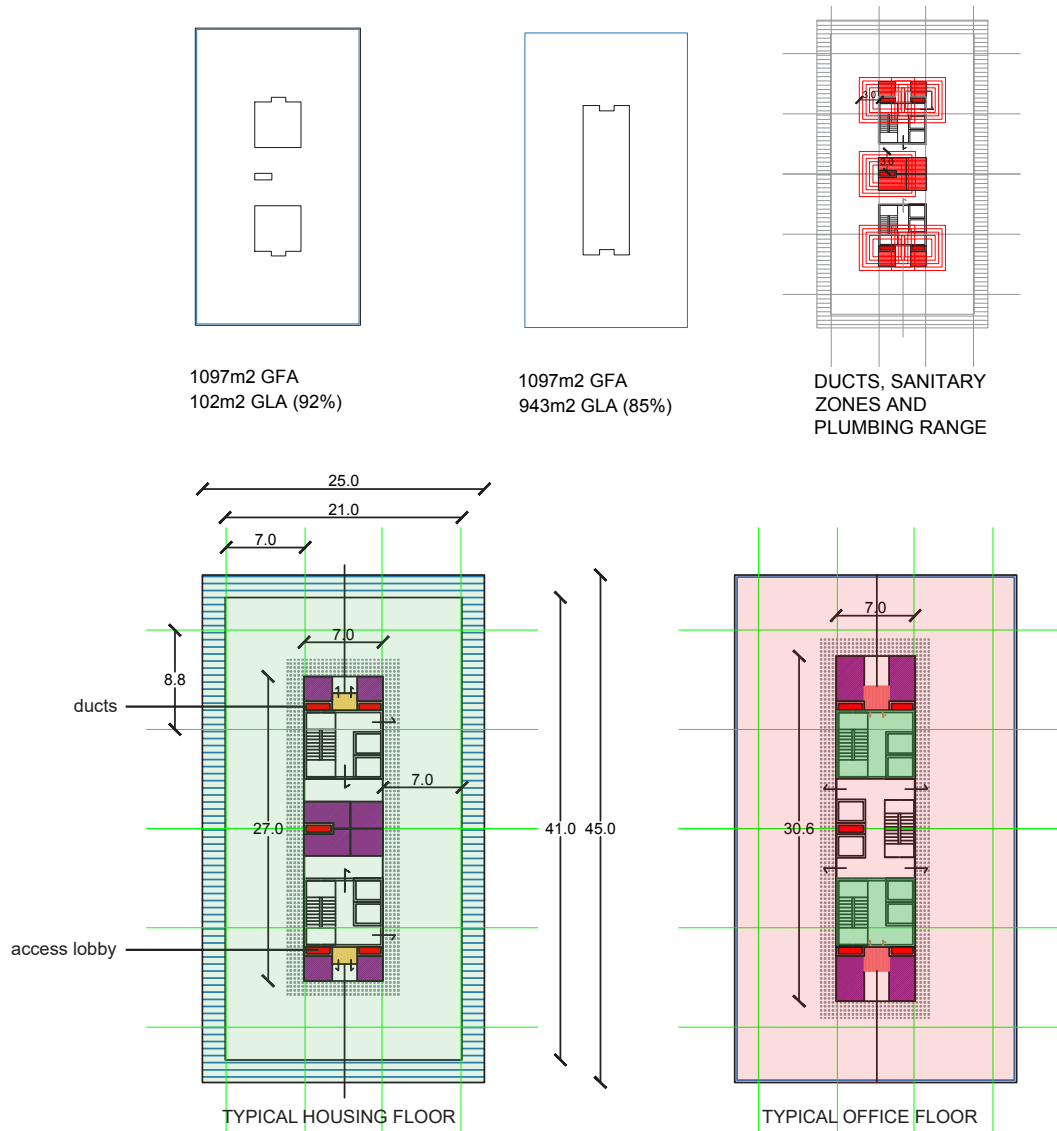 1097m2 GFA
102m2 GLA (92%)
1097m2 GFA
943m2 GLA (85%)
3.0
3.0
DUCTS, SANITARY
ZONES AND
PLUMBING RANGE
25.0
21.0
7.0
7.0
8.8
ducts
7.0
27.0
41.0
45.0
access lobby
TYPICAL HOUSING FLOOR
7.0
30.6
TYPICAL OFFICE FLOOR